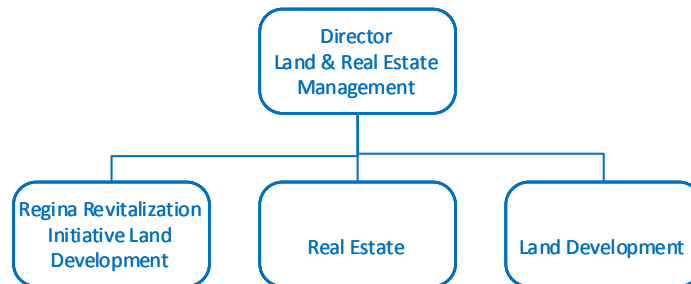 Director
Land & Real Estate
Management
Regina Revitalization
Initiative Land
Development
Real Estate
Land Development